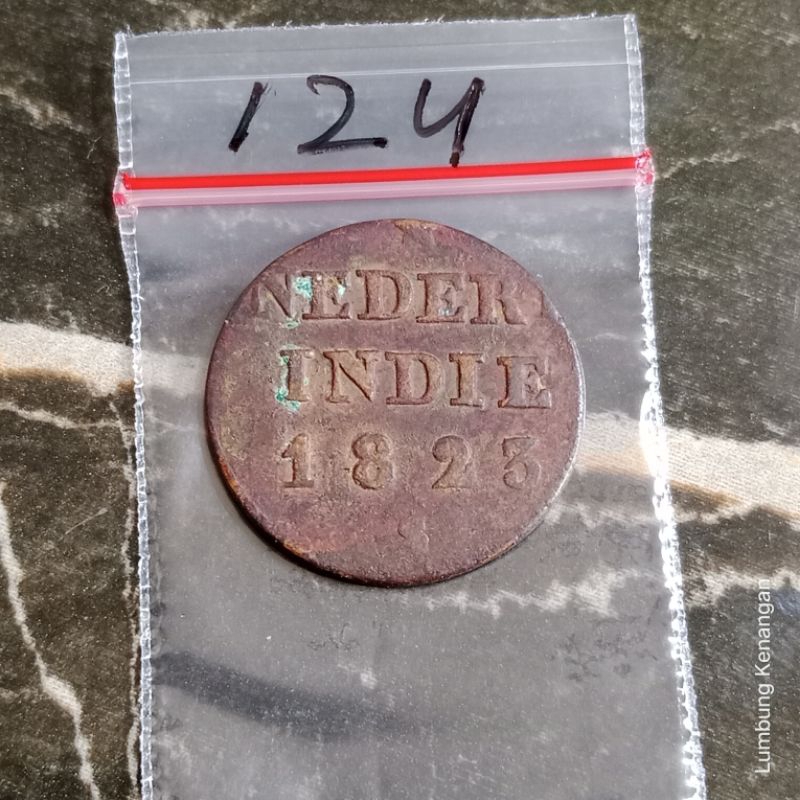 124
NEDERL
INDIE
1823
S
Lumbung Kenangan